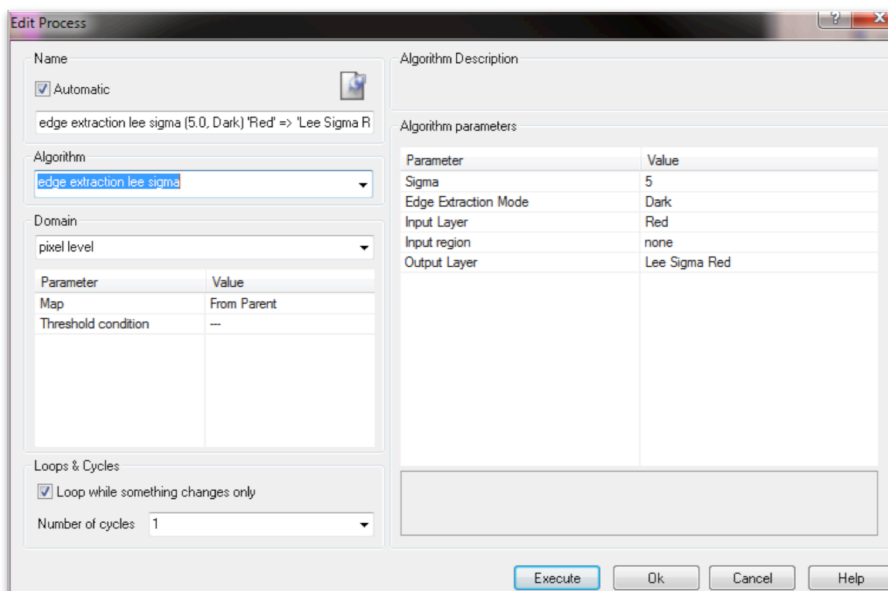 Edit Process
Name
Automatic
edge extraction lee sigma (5.0, Dark) 'Red' => 'Lee Sigma R
Algorithm
edge extraction lee sigma
Domain
pixel level
Parameter Value
Map From Parent
Threshold condition ---
Loops & Cycles
Loop while something changes only
Number of cycles 1
Algorithm Description
Algorithm parameters
Parameter Value
Sigma 5
Edge Extraction Mode Dark
Input Layer Red
Input region none
Output Layer Lee Sigma Red
Execute Ok Cancel Help